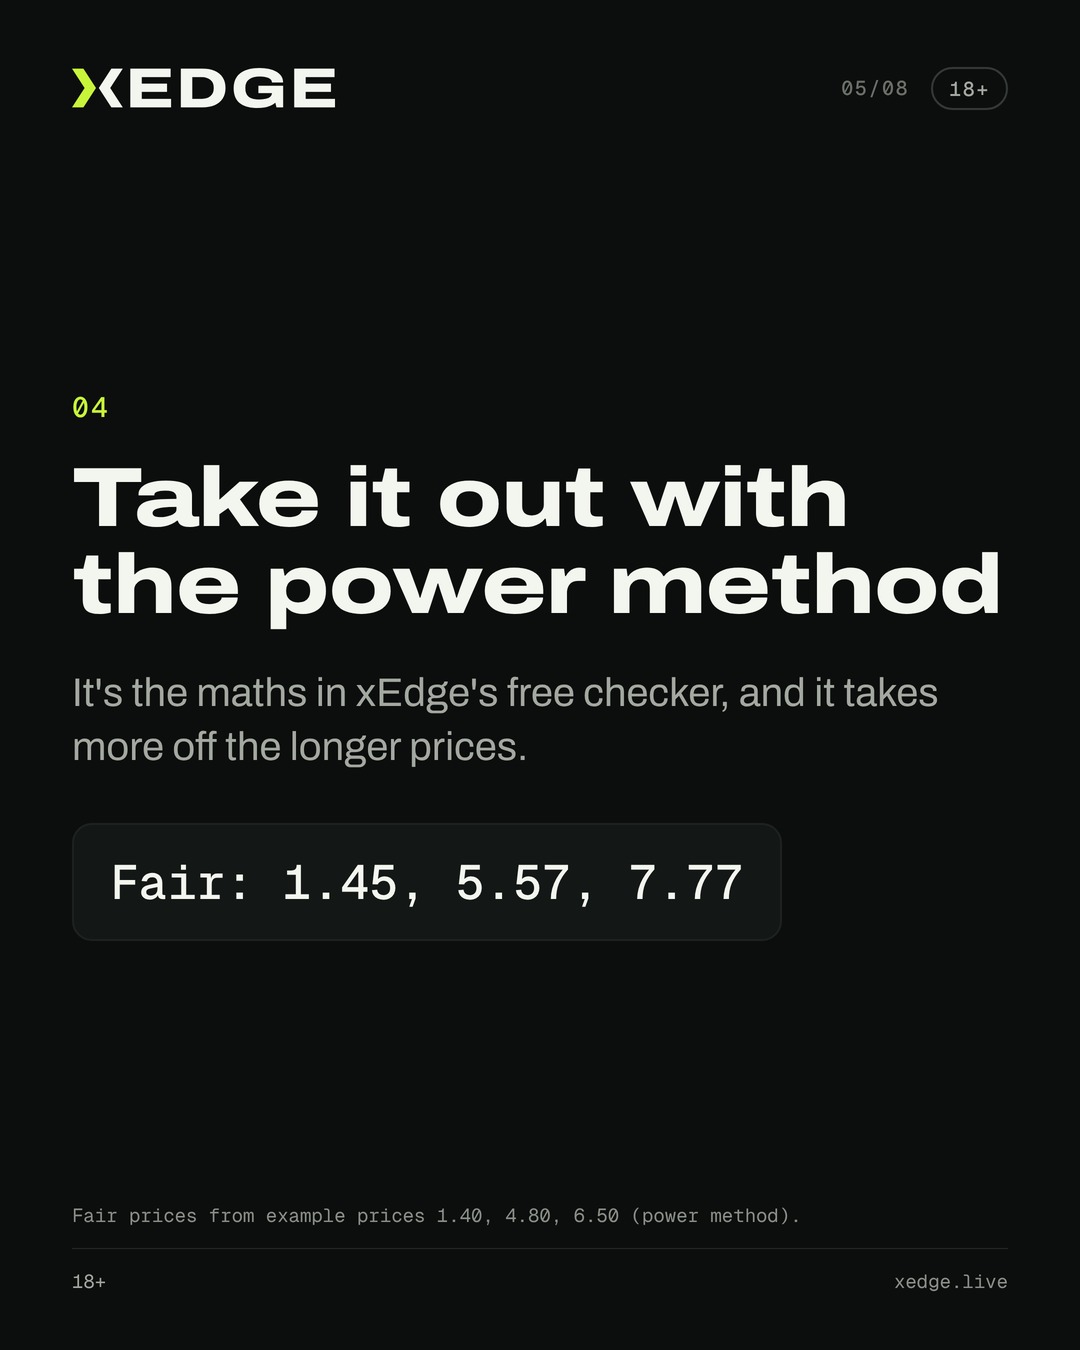 XEDGE
05/08
18+
04
Take it out with
the power method
It's the maths in xEdge's free checker, and it takes
more off the longer prices.
Fair: 1.45, 5.57, 7.77
Fair prices from example prices 1.40, 4.80, 6.50 (power method).
18+
xedge.live